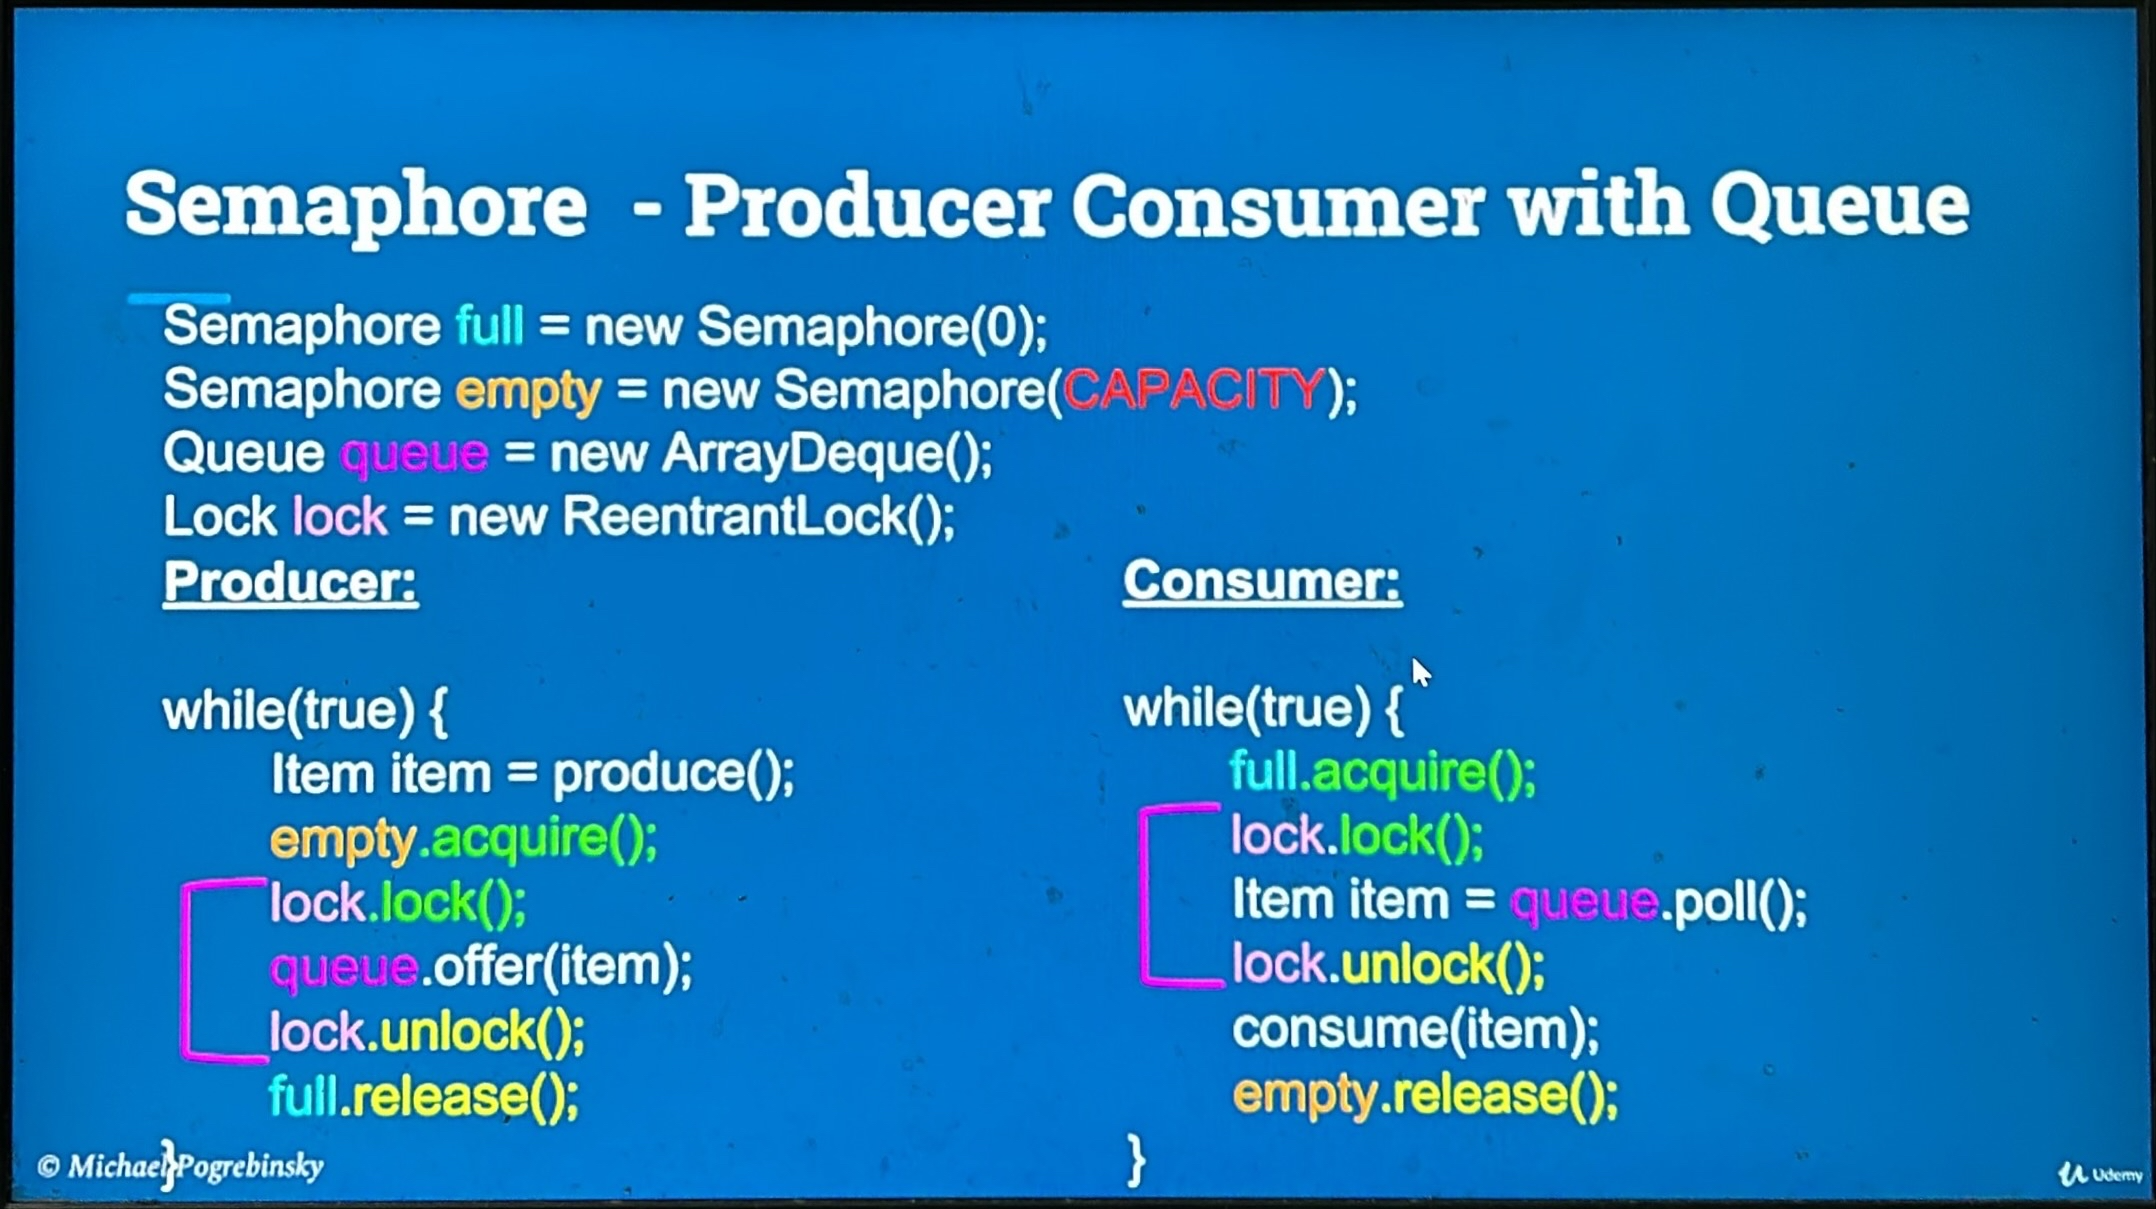 Semaphore - Producer Consumer with Queue
Semaphore full = new Semaphore(0);
Semaphore empty = new Semaphore(CAPACITY);
Queue queue = new ArrayDeque();
Lock lock = new ReentrantLock();
Producer:
while(true) {
Item item = produce();
empty.acquire();
lock.lock();
queue.offer(item);
lock.unlock();
full.release();
}
Consumer:
while(true) {
full.acquire();
lock.lock();
Item item = queue.poll();
lock.unlock();
consume(item);
empty.release();
}
© Michael Pogrebinsky
Udemy